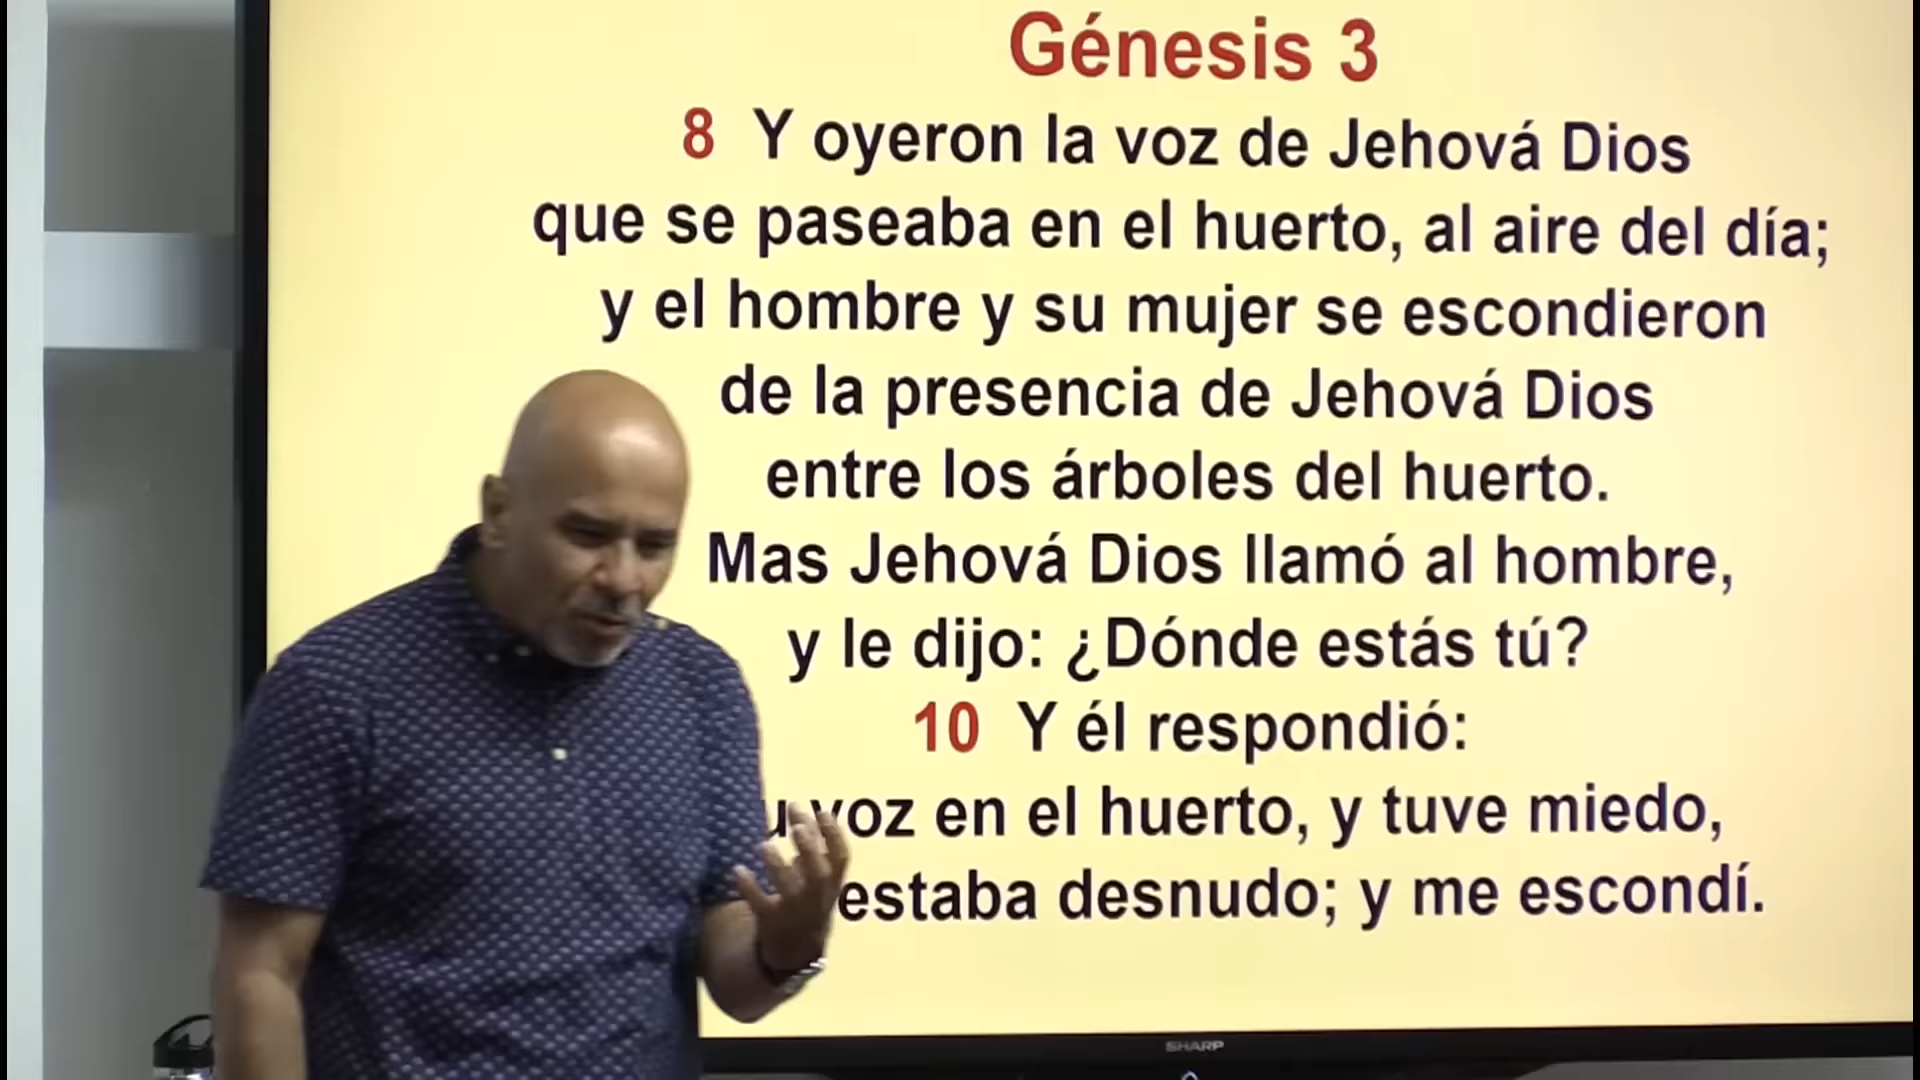 Génesis 3
8 Y oyeron la voz de Jehová Dios
que se paseaba en el huerto, al aire del día;
y el hombre y su mujer se escondieron
de la presencia de Jehová Dios
entre los árboles del huerto.
Mas Jehová Dios llamó al hombre,
y le dijo: ¿Dónde estás tú?
10 Y él respondió:
voz en el huerto, y tuve miedo,
estaba desnudo; y me escondí.
SHARP